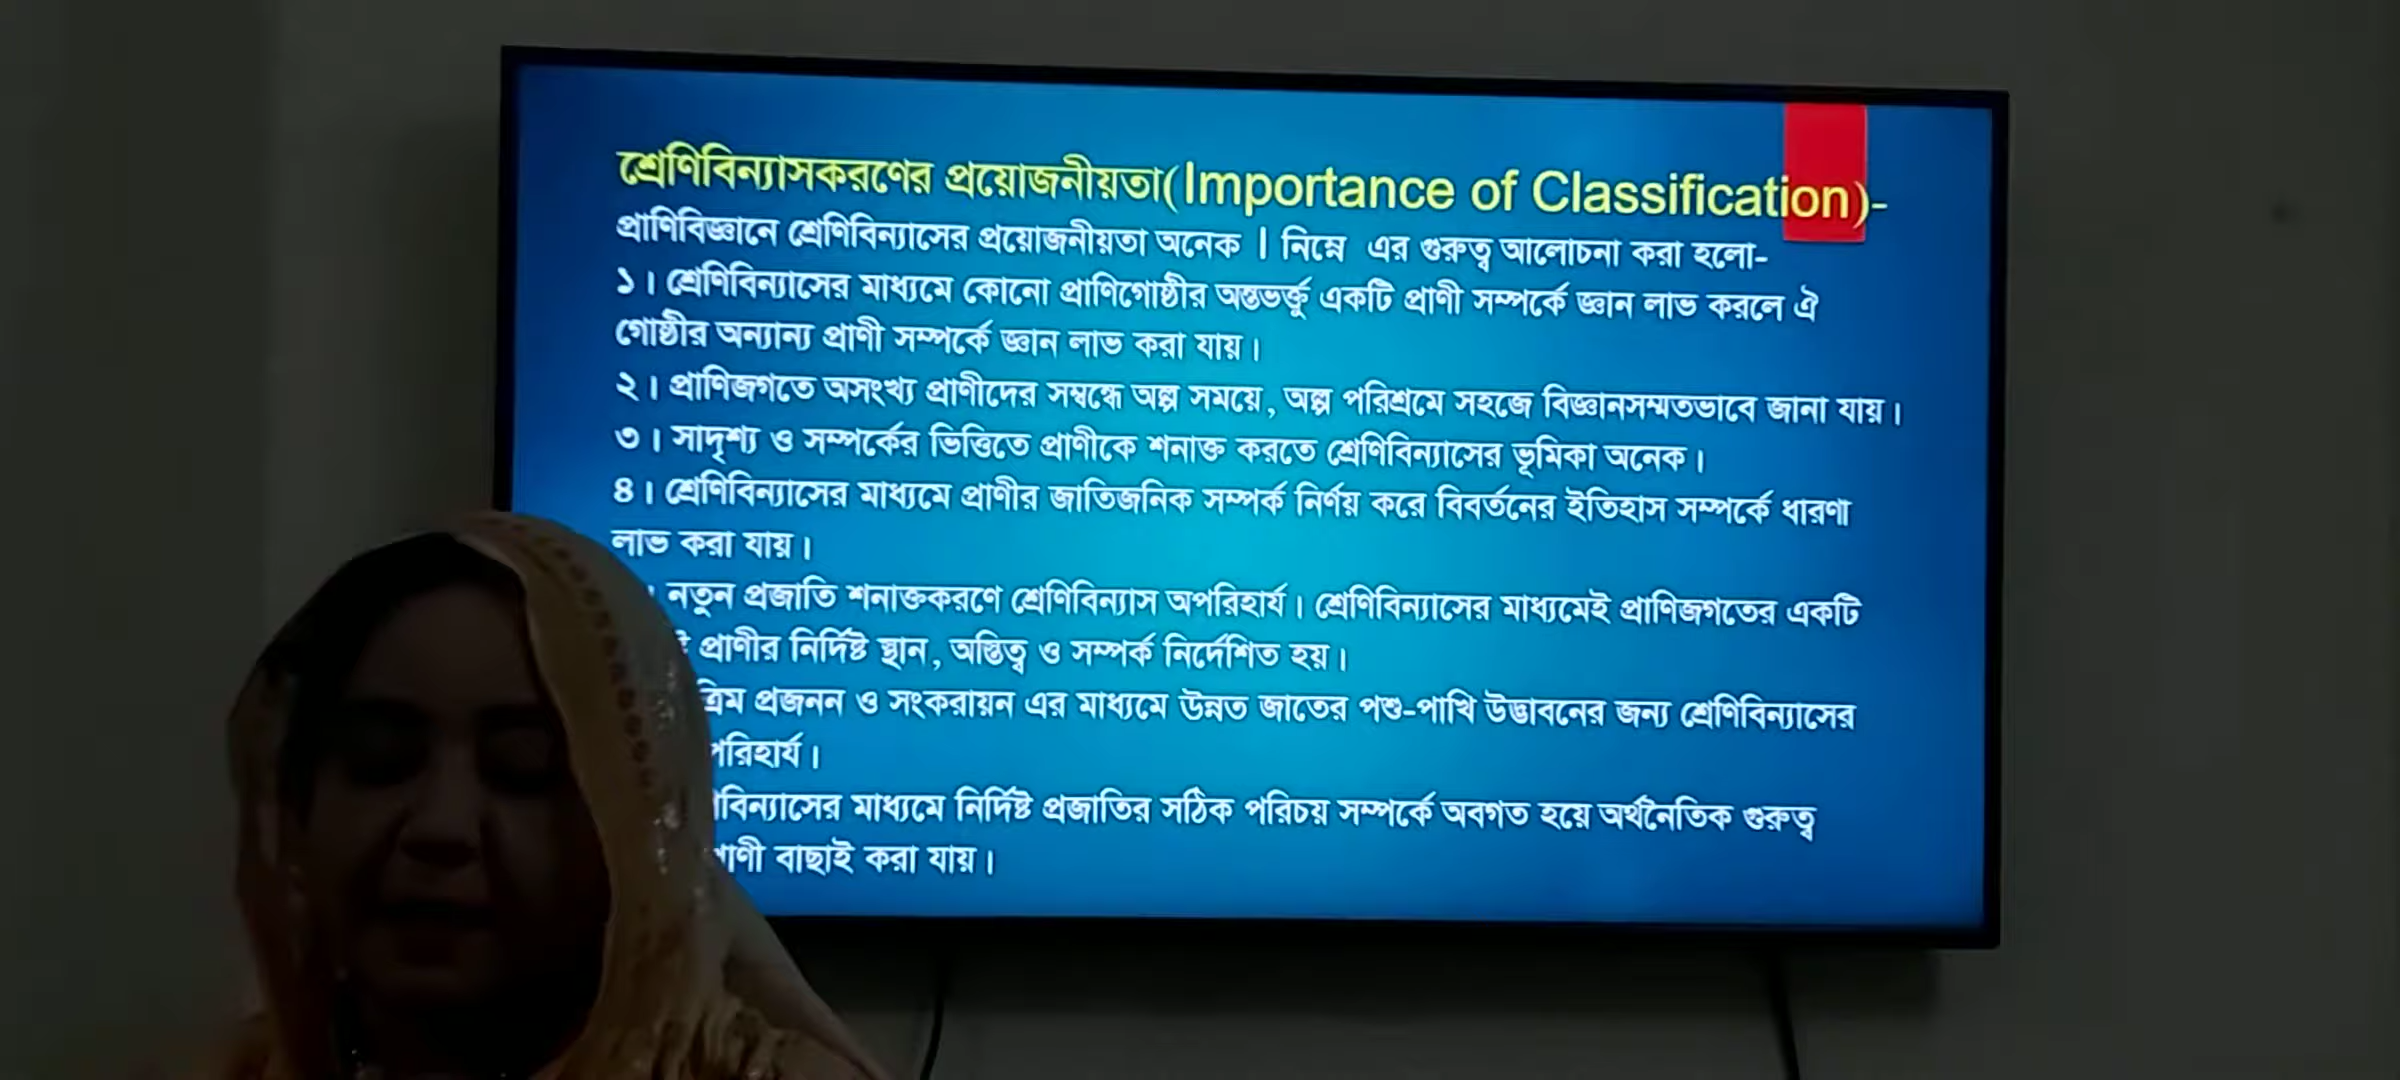 শ্রেণিবিন্যাসকরণের প্রয়োজনীয়তা(Importance of Classification)-
প্রাণিবিজ্ঞানে শ্রেণিবিন্যাসের প্রয়োজনীয়তা অনেক । নিম্নে এর গুরুত্ব আলোচনা করা হলো-
১। শ্রেণিবিন্যাসের মাধ্যমে কোনো প্রাণিগোষ্ঠীর অন্তভর্ক্তু একটি প্রাণী সম্পর্কে জ্ঞান লাভ করলে ঐ
গোষ্ঠীর অন্যান্য প্রাণী সম্পর্কে জ্ঞান লাভ করা যায়।
২। প্রাণিজগতে অসংখ্য প্রাণীদের সম্বন্ধে অল্প সময়ে, অল্প পরিশ্রমে সহজে বিজ্ঞানসম্মতভাবে জানা যায়।
৩। সাদৃশ্য ও সম্পর্কের ভিত্তিতে প্রাণীকে শনাক্ত করতে শ্রেণিবিন্যাসের ভূমিকা অনেক।
৪। শ্রেণিবিন্যাসের মাধ্যমে প্রাণীর জাতিজনিক সম্পর্ক নির্ণয় করে বিবর্তনের ইতিহাস সম্পর্কে ধারণা
লাভ করা যায়।
। নতুন প্রজাতি শনাক্তকরণে শ্রেণিবিন্যাস অপরিহার্য। শ্রেণিবিন্যাসের মাধ্যমেই প্রাণিজগতের একটি
প্রাণীর নির্দিষ্ট স্থান, অস্তিত্ব ও সম্পর্ক নির্দেশিত হয়।
প্রজনন ও সংকরায়ন এর মাধ্যমে উন্নত জাতের পশু-পাখি উদ্ভাবনের জন্য শ্রেণিবিন্যাসের
পরিহার্য।
বিন্যাসের মাধ্যমে নির্দিষ্ট প্রজাতির সঠিক পরিচয় সম্পর্কে অবগত হয়ে অর্থনৈতিক গুরুত্ব
বাছাই করা যায়।